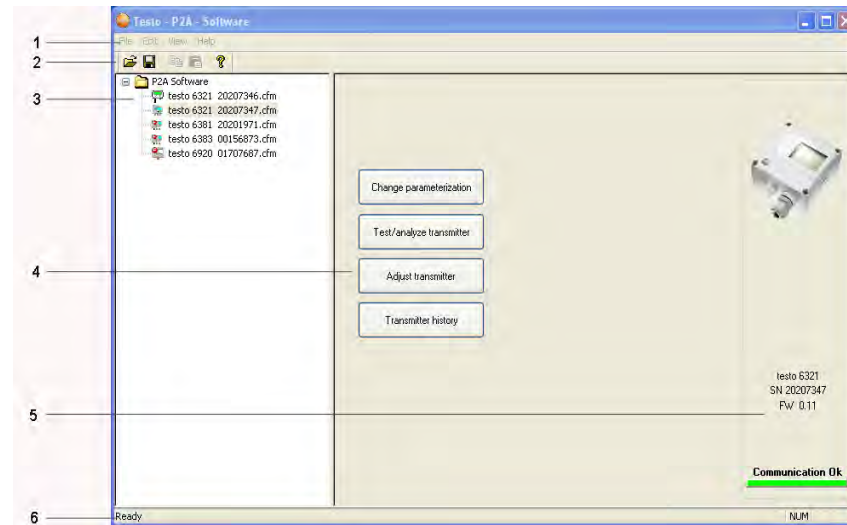 Testo - P2A - Software
1
File Edit View Help
2
P2A Software
3
testo 6321 20207346.cfm
testo 6321 20207347.cfm
testo 6381 20201971.cfm
testo 6383 00156873.cfm
testo 6920 01707687.cfm
Change parameterization
Test/analyze transmitter
4
Adjust transmitter
Transmitter history
testo 6321
SN 20207347
5
FW 0.11
Communication Ok
6
Ready
NUM